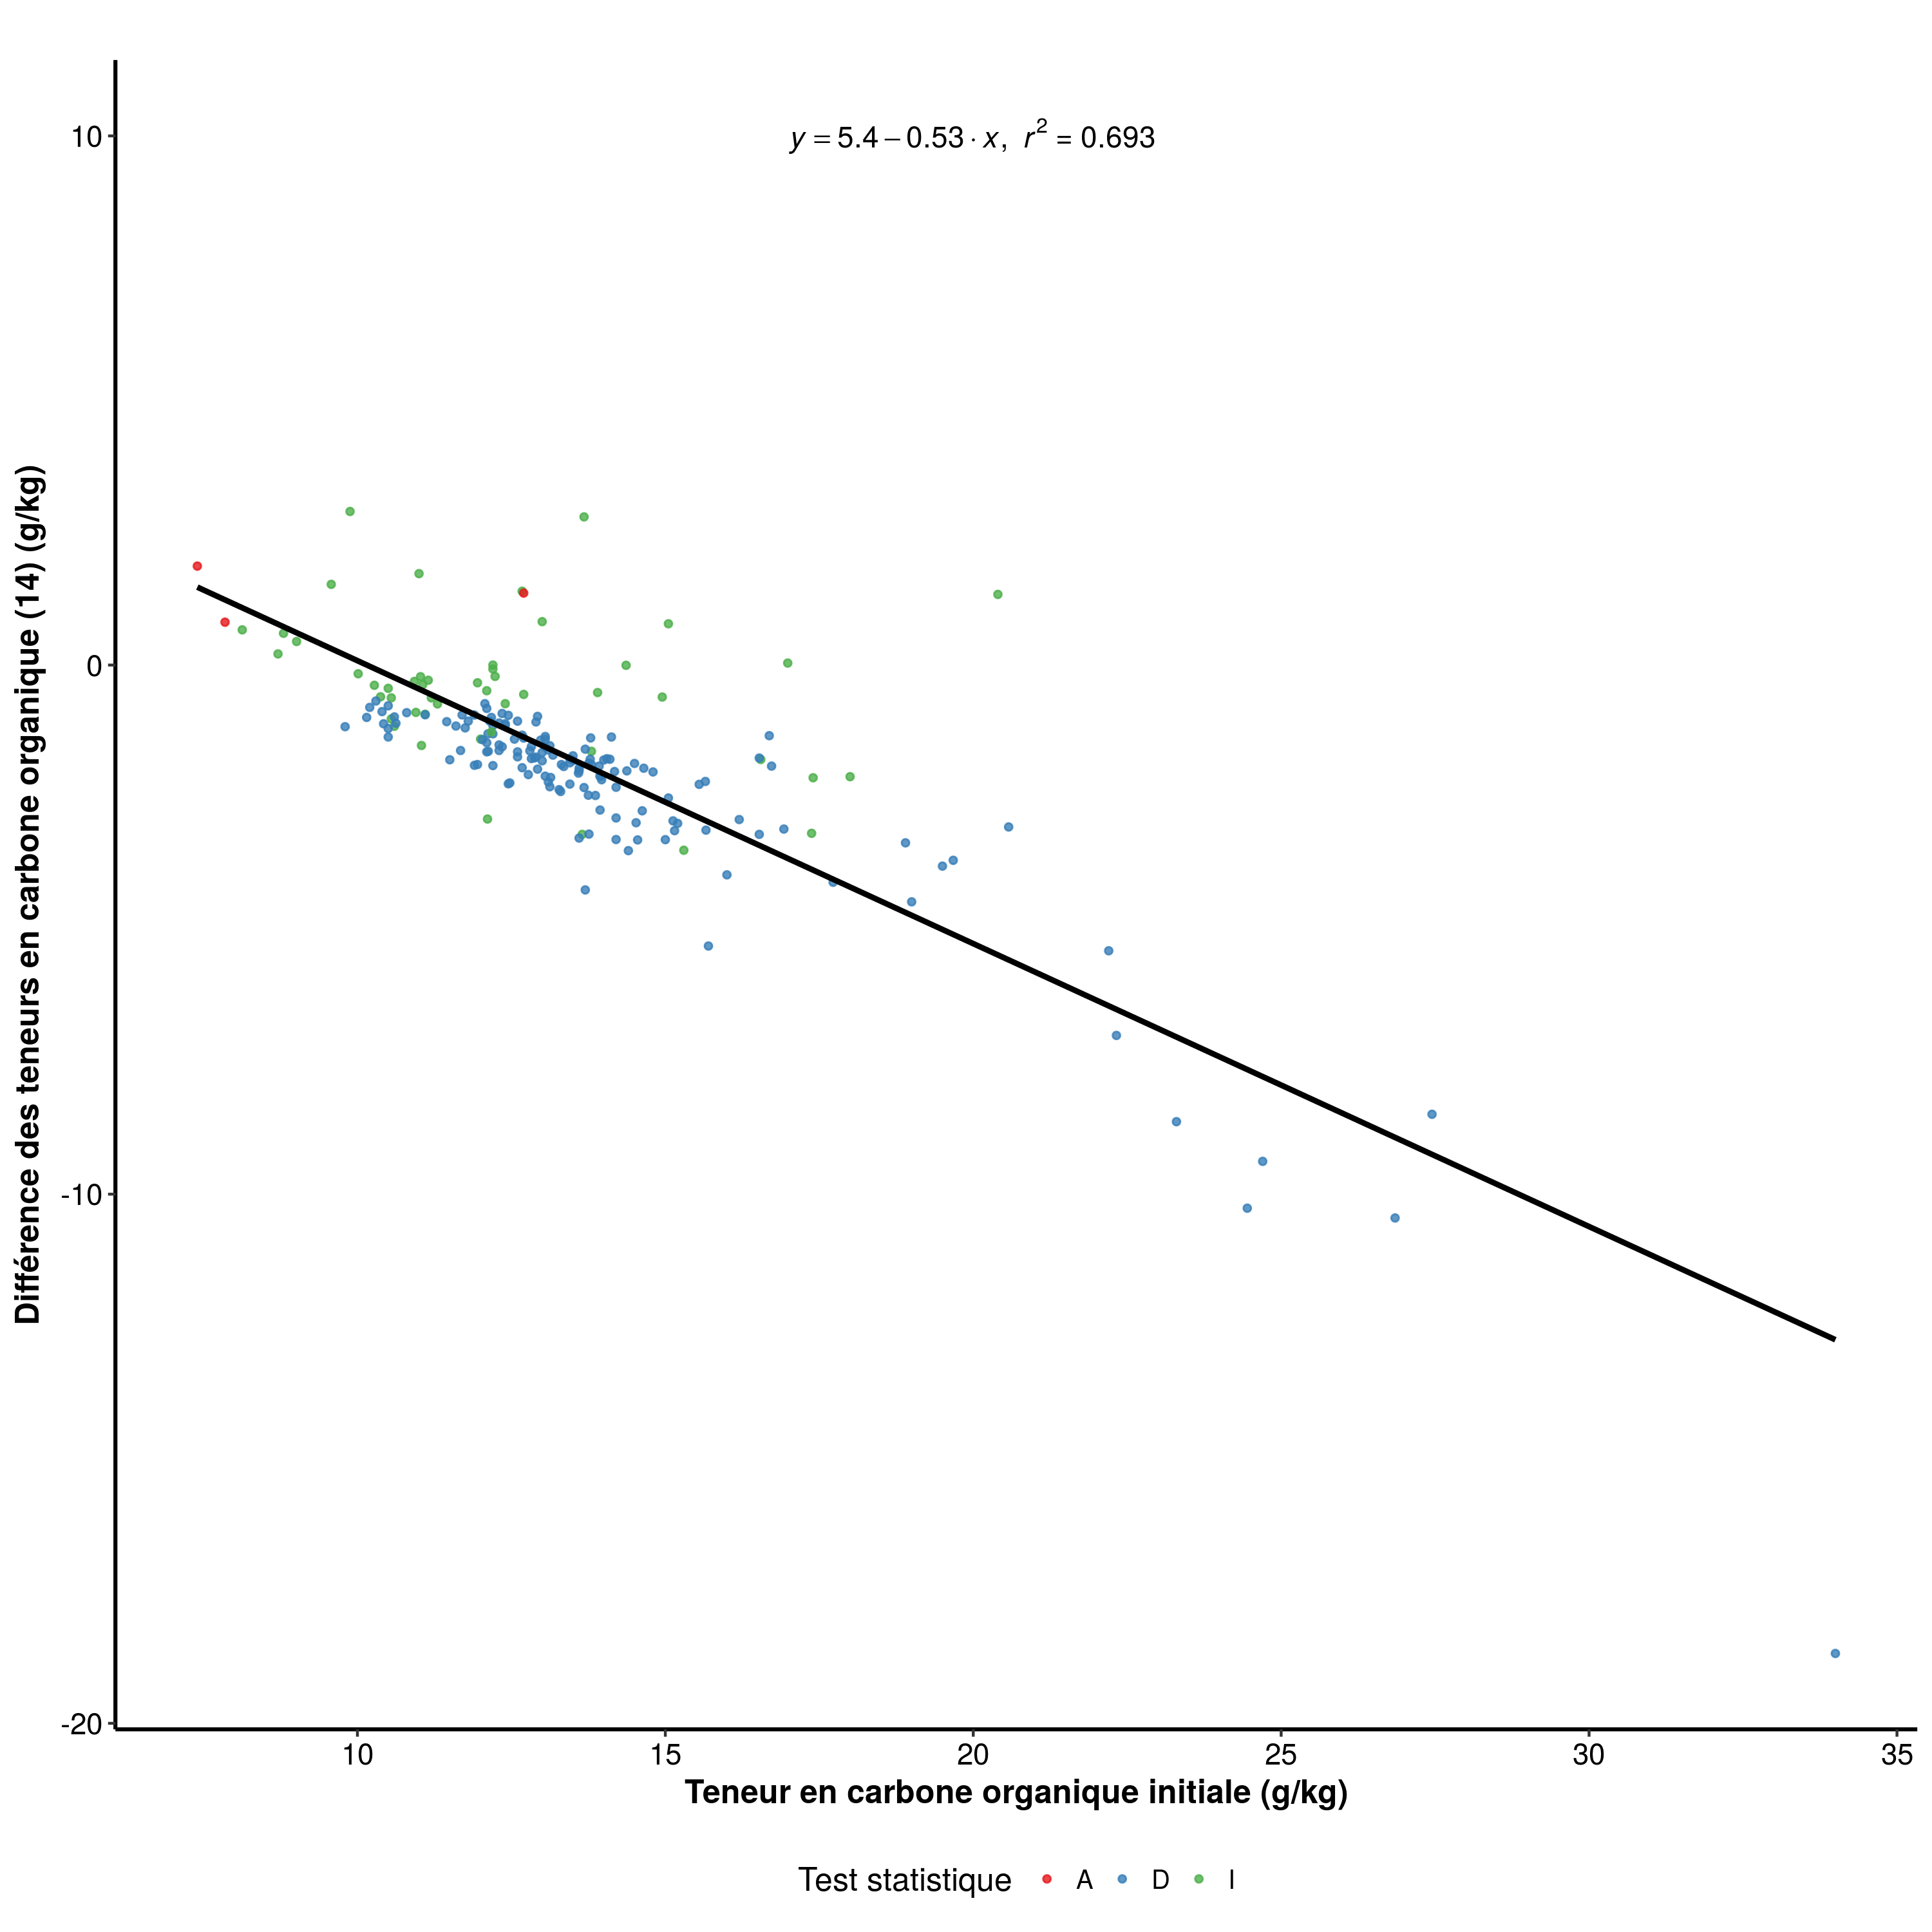 y = 5.4 − 0.53 · x, r² = 0.693
10
0
-10
-20
Différence des teneurs en carbone organique (14) (g/kg)
10 15 20 25 30 35
Teneur en carbone organique initiale (g/kg)
Test statistique A D I